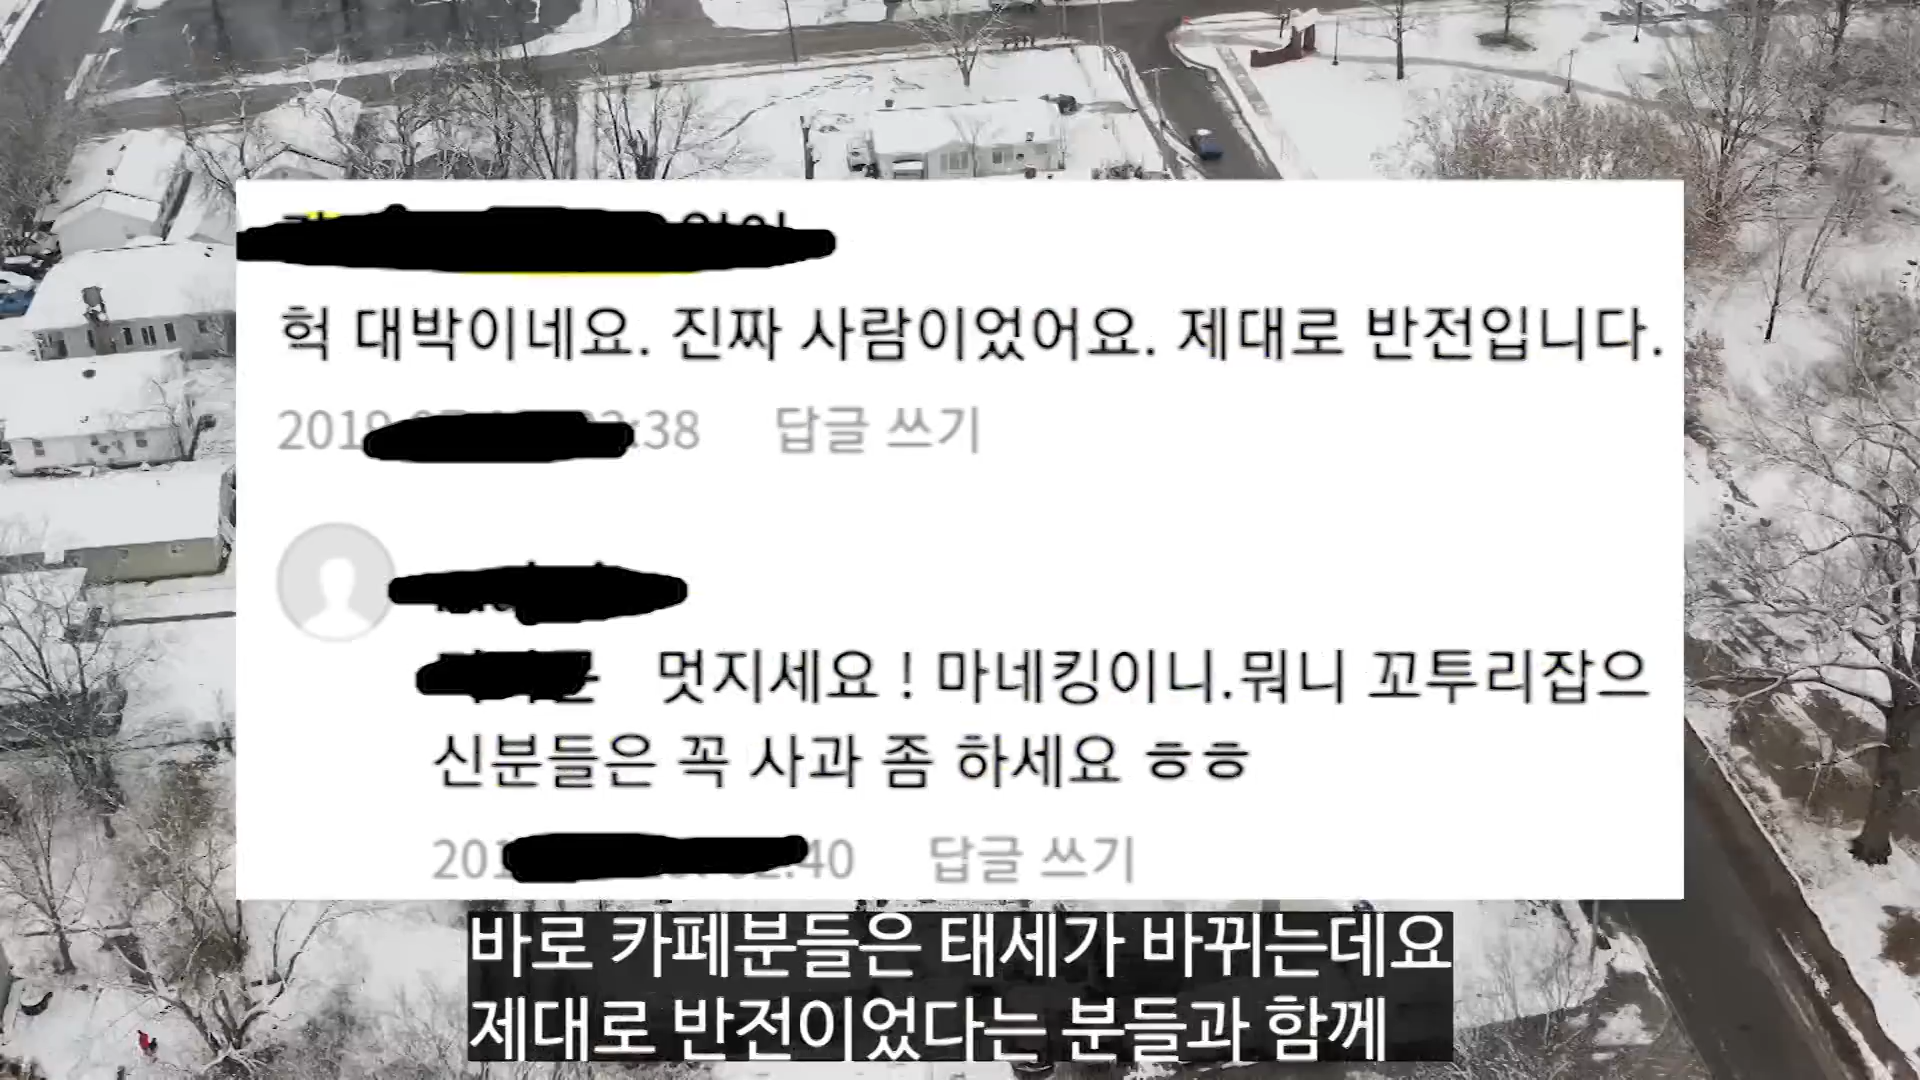 헉 대박이네요. 진짜 사람이었어요. 제대로 반전입니다.
:38 답글 쓰기
멋지세요 ! 마네킹이니.뭐니 꼬투리잡으
신분들은 꼭 사과 좀 하세요 ㅎㅎ
:40 답글 쓰기
바로 카페분들은 태세가 바뀌는데요
제대로 반전이었다는 분들과 함께